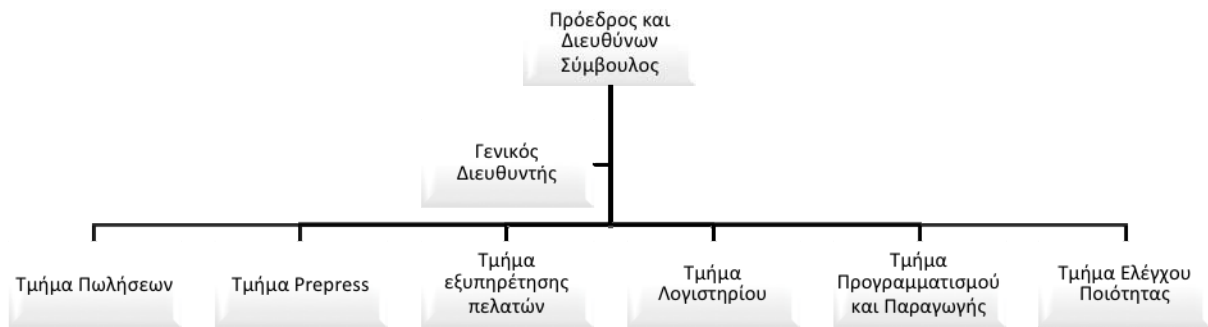 Πρόεδρος και
Διευθύνων
Σύμβουλος
Γενικός
Διευθυντής
Τμήμα Πωλήσεων
Τμήμα Prepress
Τμήμα
εξυπηρέτησης
πελατών
Τμήμα
Λογιστηρίου
Τμήμα
Προγραμματισμού
και Παραγωγής
Τμήμα Ελέγχου
Ποιότητας